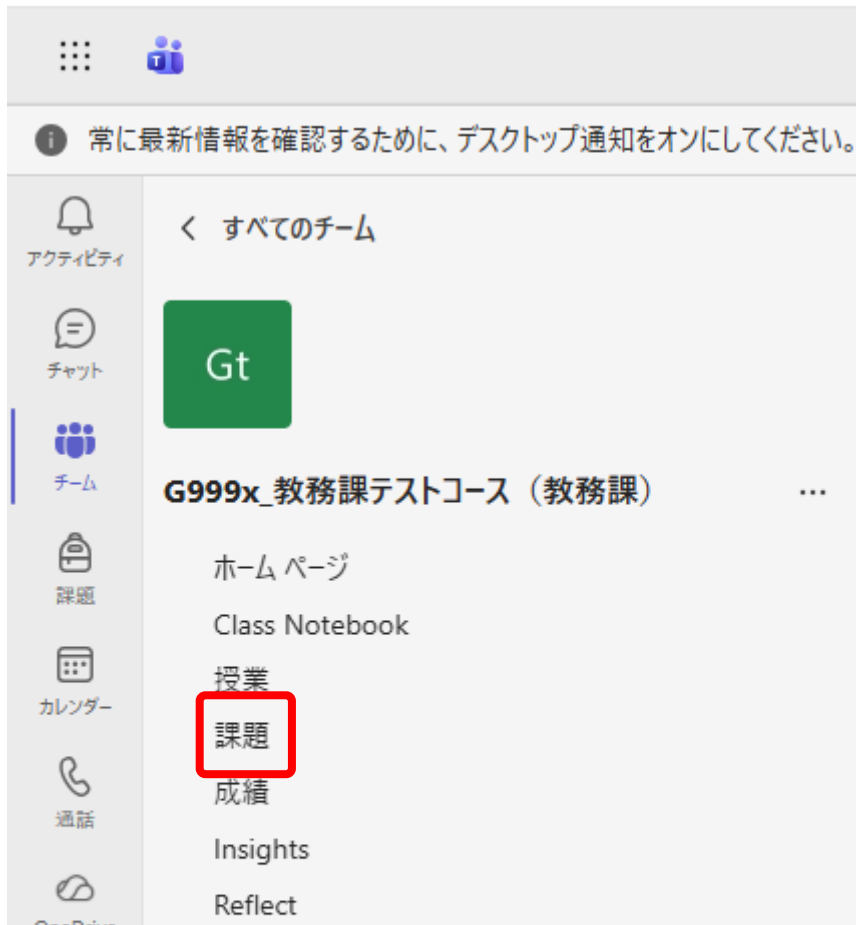 常に最新情報を確認するために、デスクトップ通知をオンにしてください。
アクティビティ
すべてのチーム
チャット
Gt
チーム
G999x_教務課テストコース（教務課）
...
課題
ホーム ページ
Class Notebook
カレンダー
授業
課題
通話
成績
Insights
Reflect